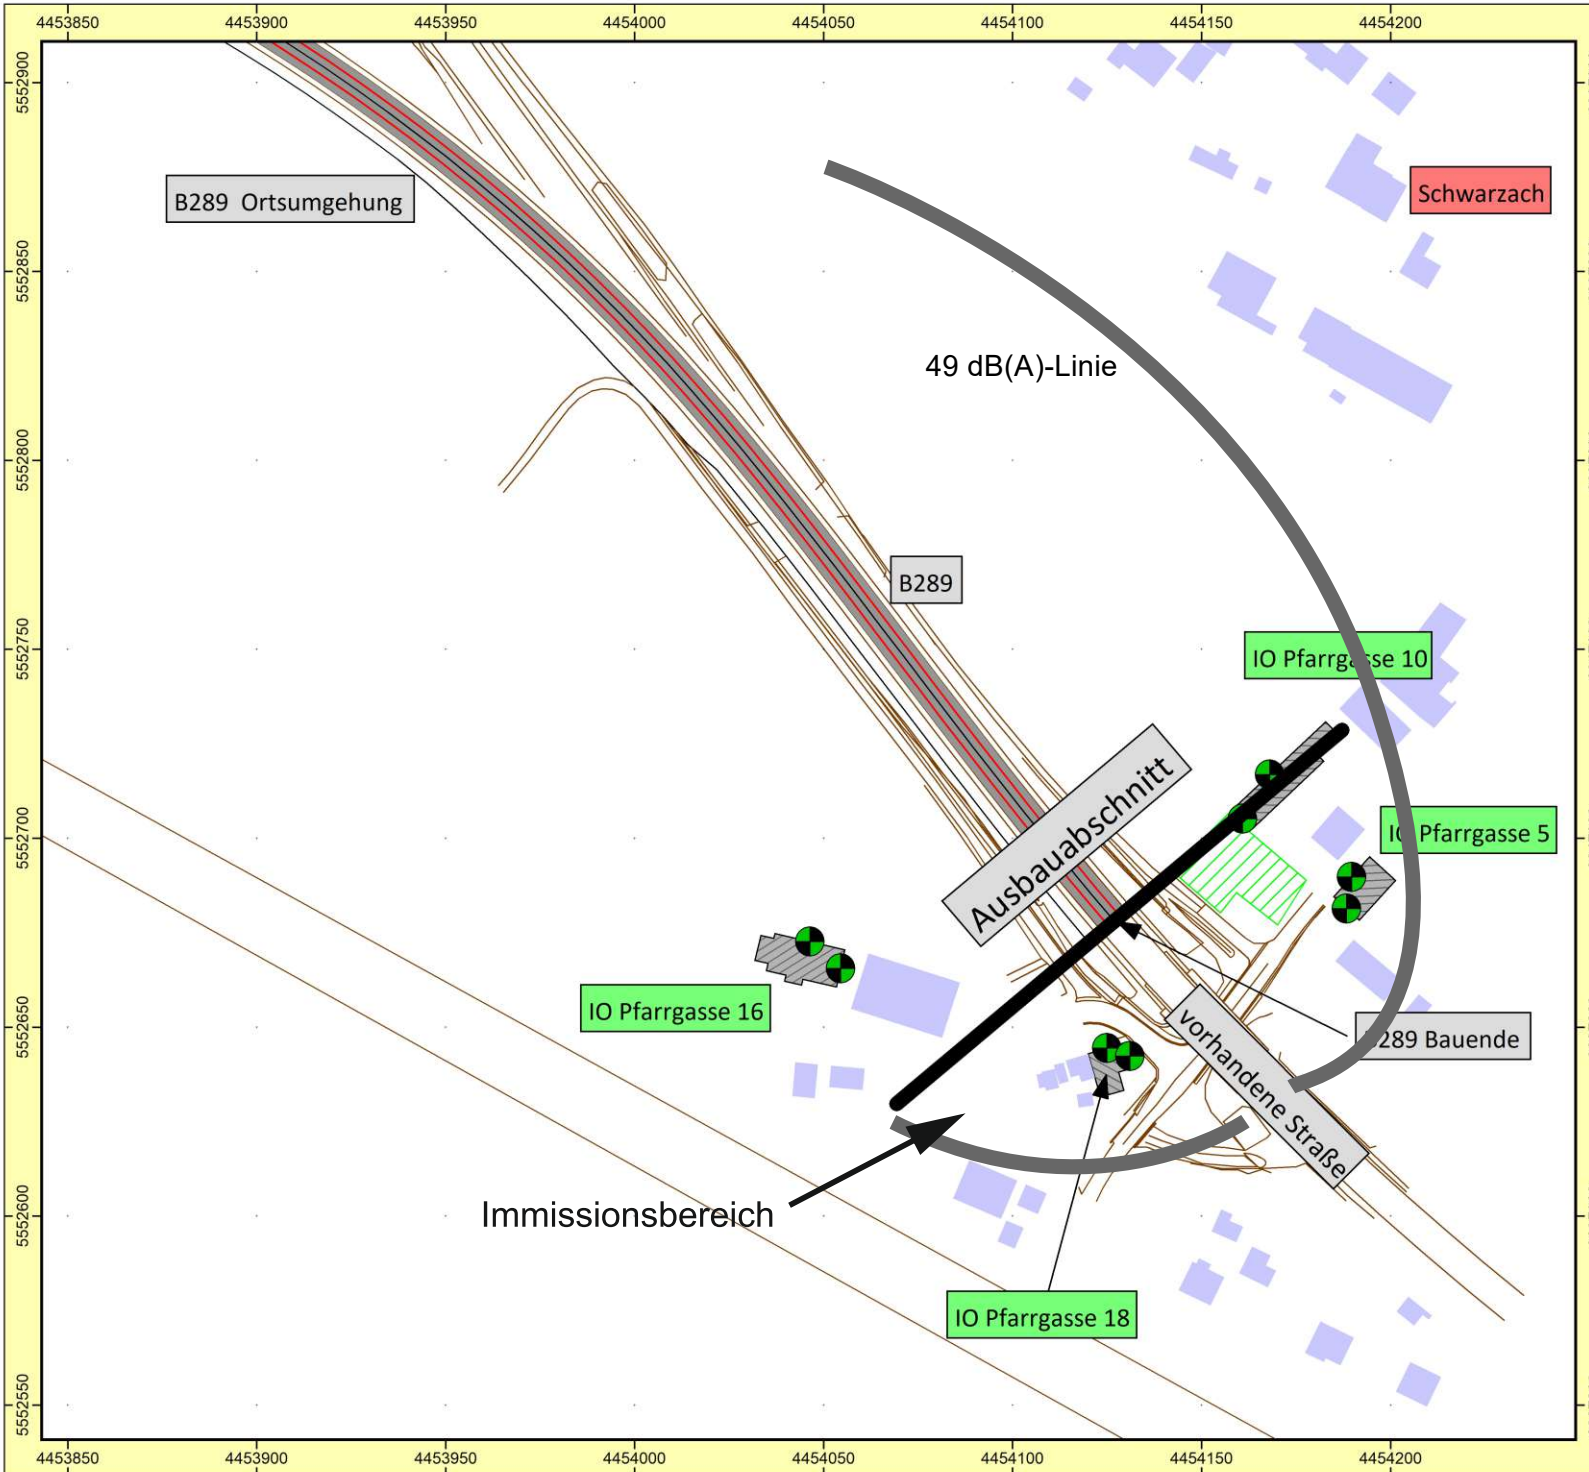 4453850 4453900 4453950 4454000 4454050 4454100 4454150 4454200
5552900
5552850
5552800
5552750
5552700
5552650
5552600
5552550
B289 Ortsumgehung
Schwarzach
49 dB(A)-Linie
B289
IO Pfarrgasse 10
Ausbauabschnitt
IO Pfarrgasse 5
IO Pfarrgasse 16
B289 Bauende
vorhandene Straße
Immissionsbereich
IO Pfarrgasse 18
4453850 4453900 4453950 4454000 4454050 4454100 4454150 4454200